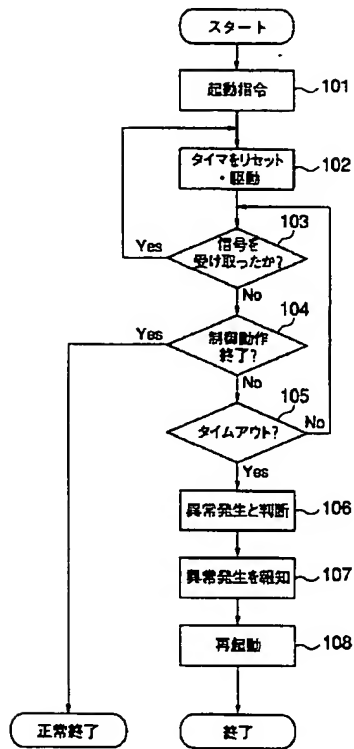 スタート
起動指令
101
タイマをリセット
・駆動
102
信号を
受け取ったか?
103
Yes
No
制御動作
終了?
104
Yes
No
タイムアウト?
105
No
Yes
異常発生と判断
106
異常発生を報知
107
再起動
108
正常終了
終了